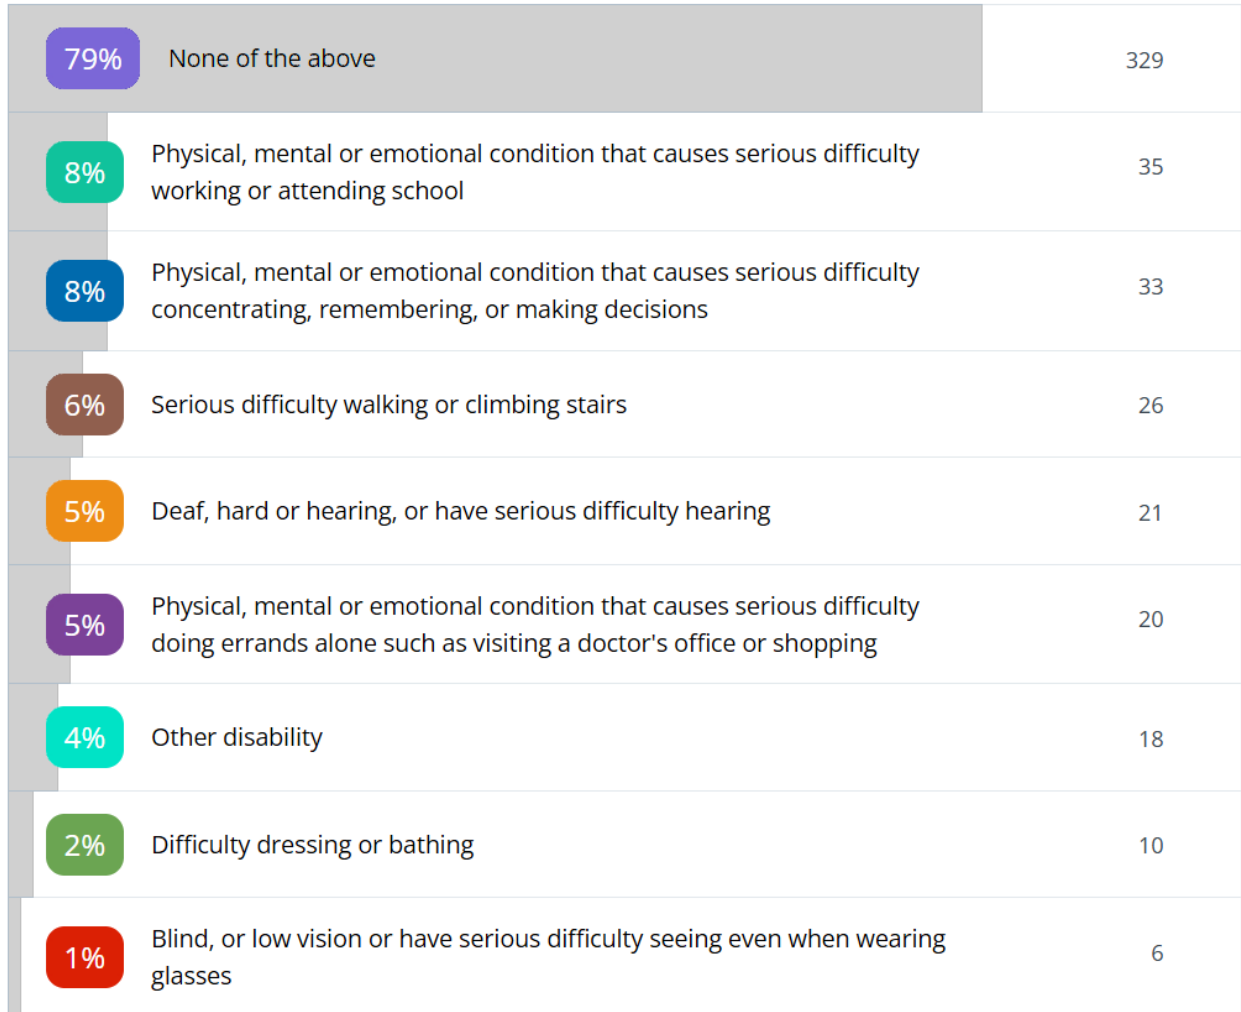 79% None of the above 329
8% Physical, mental or emotional condition that causes serious difficulty
working or attending school 35
8% Physical, mental or emotional condition that causes serious difficulty
concentrating, remembering, or making decisions 33
6% Serious difficulty walking or climbing stairs 26
5% Deaf, hard or hearing, or have serious difficulty hearing 21
5% Physical, mental or emotional condition that causes serious difficulty
doing errands alone such as visiting a doctor's office or shopping 20
4% Other disability 18
2% Difficulty dressing or bathing 10
1% Blind, or low vision or have serious difficulty seeing even when wearing
glasses 6